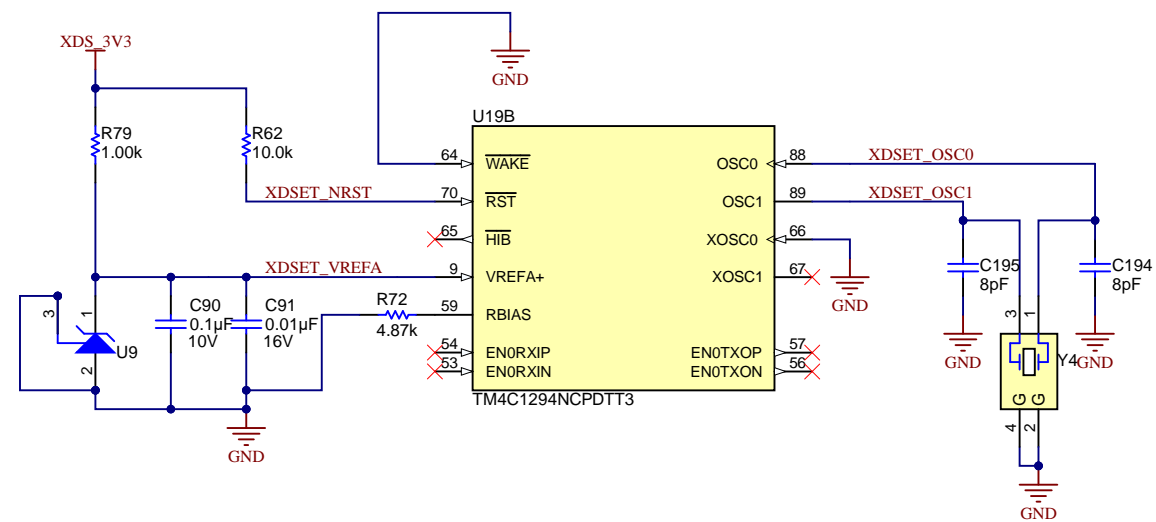 XDS_3V3
GND
U19B
R79
1.00k
R62
10.0k
64 WAKE
OSC0 88
XDSET_OSC0
XDSET_NRST
70 RST
OSC1 89
XDSET_OSC1
65 HIB
XOSC0 66
XDSET_VREFA
9 VREFA+
XOSC1 67
GND
C195
8pF
C194
8pF
C90
0.1µF
10V
C91
0.01µF
16V
R72
4.87k
59 RBIAS
3
1
U9
2
54 EN0RXIP
EN0TXOP 57
53 EN0RXIN
EN0TXON 56
TM4C1294NCPDTT3
3
1
GND
Y4
GND
G
G
4
2
GND
GND